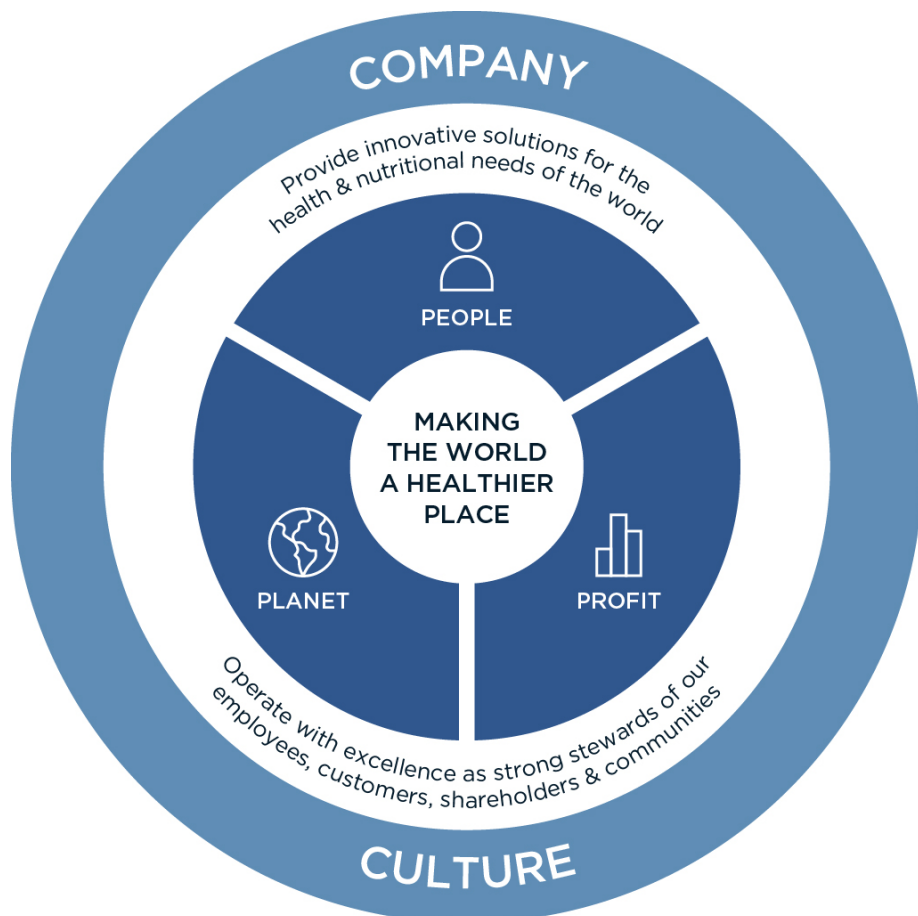 COMPANY
Provide innovative solutions for the
health & nutritional needs of the world
PEOPLE
MAKING
THE WORLD
A HEALTHIER
PLACE
PLANET
PROFIT
Operate with excellence as strong stewards of our
employees, customers, shareholders & communities
CULTURE